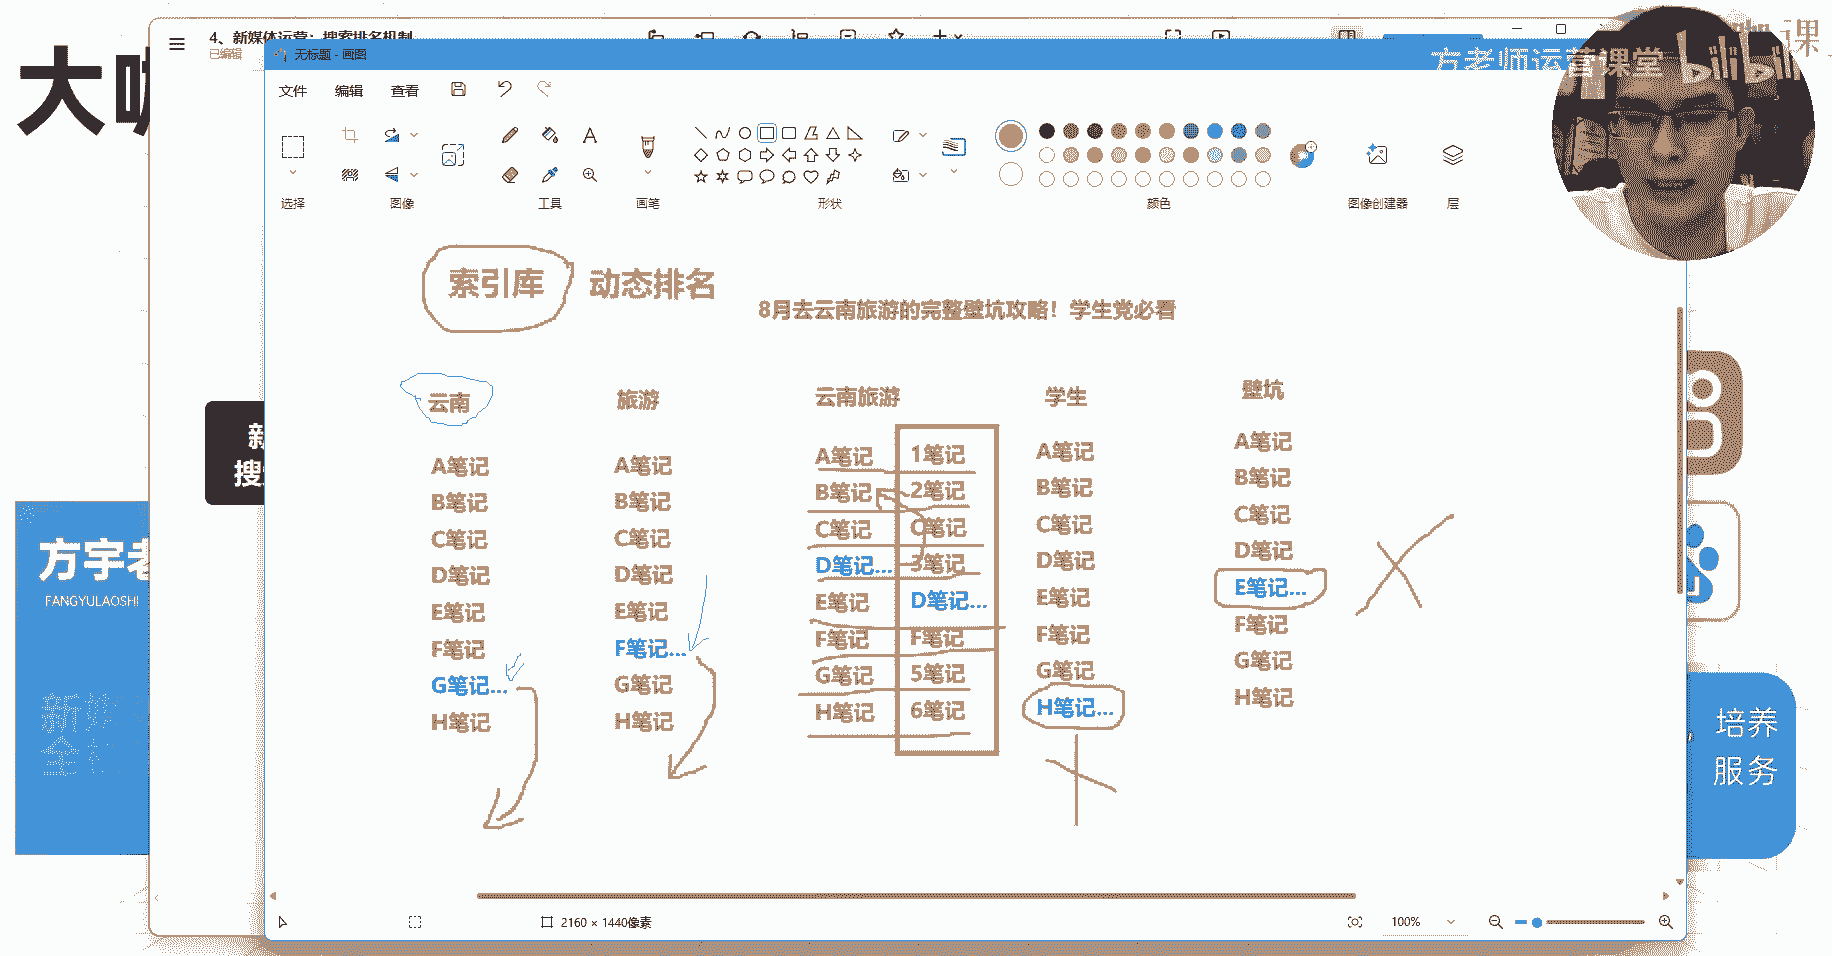 4、新媒体运营：搜索排名机制
已编辑
无标题 - 画图
方老师运营课堂 bilibili
课
大咖
文件 编辑 查看
选择 图像 工具 画笔 形状 颜色 图像创建器 层
索引库 动态排名
8月去云南旅游的完整壁坑攻略！学生党必看
云南 旅游 云南旅游 学生 壁坑
A笔记 A笔记 A笔记 1笔记 A笔记 A笔记
B笔记 B笔记 B笔记 2笔记 B笔记 B笔记
C笔记 C笔记 C笔记 C笔记 C笔记 C笔记
D笔记 D笔记 D笔记... 3笔记 D笔记 D笔记
E笔记 E笔记 E笔记 D笔记... E笔记 E笔记...
F笔记 F笔记... F笔记 F笔记 F笔记 F笔记
G笔记... G笔记 G笔记 5笔记 G笔记 G笔记
H笔记 H笔记 H笔记 6笔记 H笔记... H笔记
新
搜
方宇老
FANGYULAOSHI
新媒
全
培养
服务
2160 × 1440像素
100%